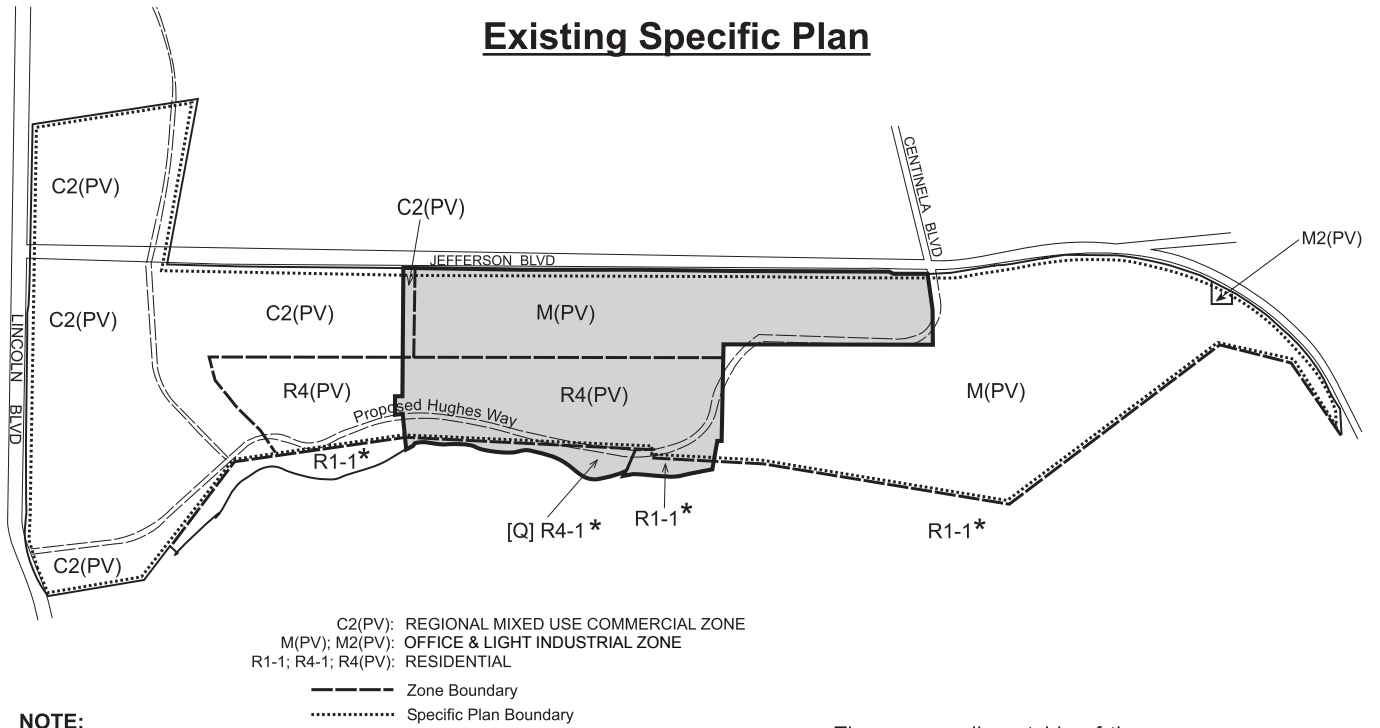 Existing Specific Plan
C2(PV)
C2(PV)
CENTINELA BLVD
M2(PV)
JEFFERSON BLVD
LINCOLN BLVD
C2(PV)
C2(PV)
M(PV)
R4(PV)
R4(PV)
M(PV)
Proposed Hughes Way
R1-1*
[Q] R4-1*
R1-1*
R1-1*
C2(PV)
C2(PV): REGIONAL MIXED USE COMMERCIAL ZONE
M(PV); M2(PV): OFFICE & LIGHT INDUSTRIAL ZONE
R1-1; R4-1; R4(PV): RESIDENTIAL
Zone Boundary
Specific Plan Boundary
NOTE: